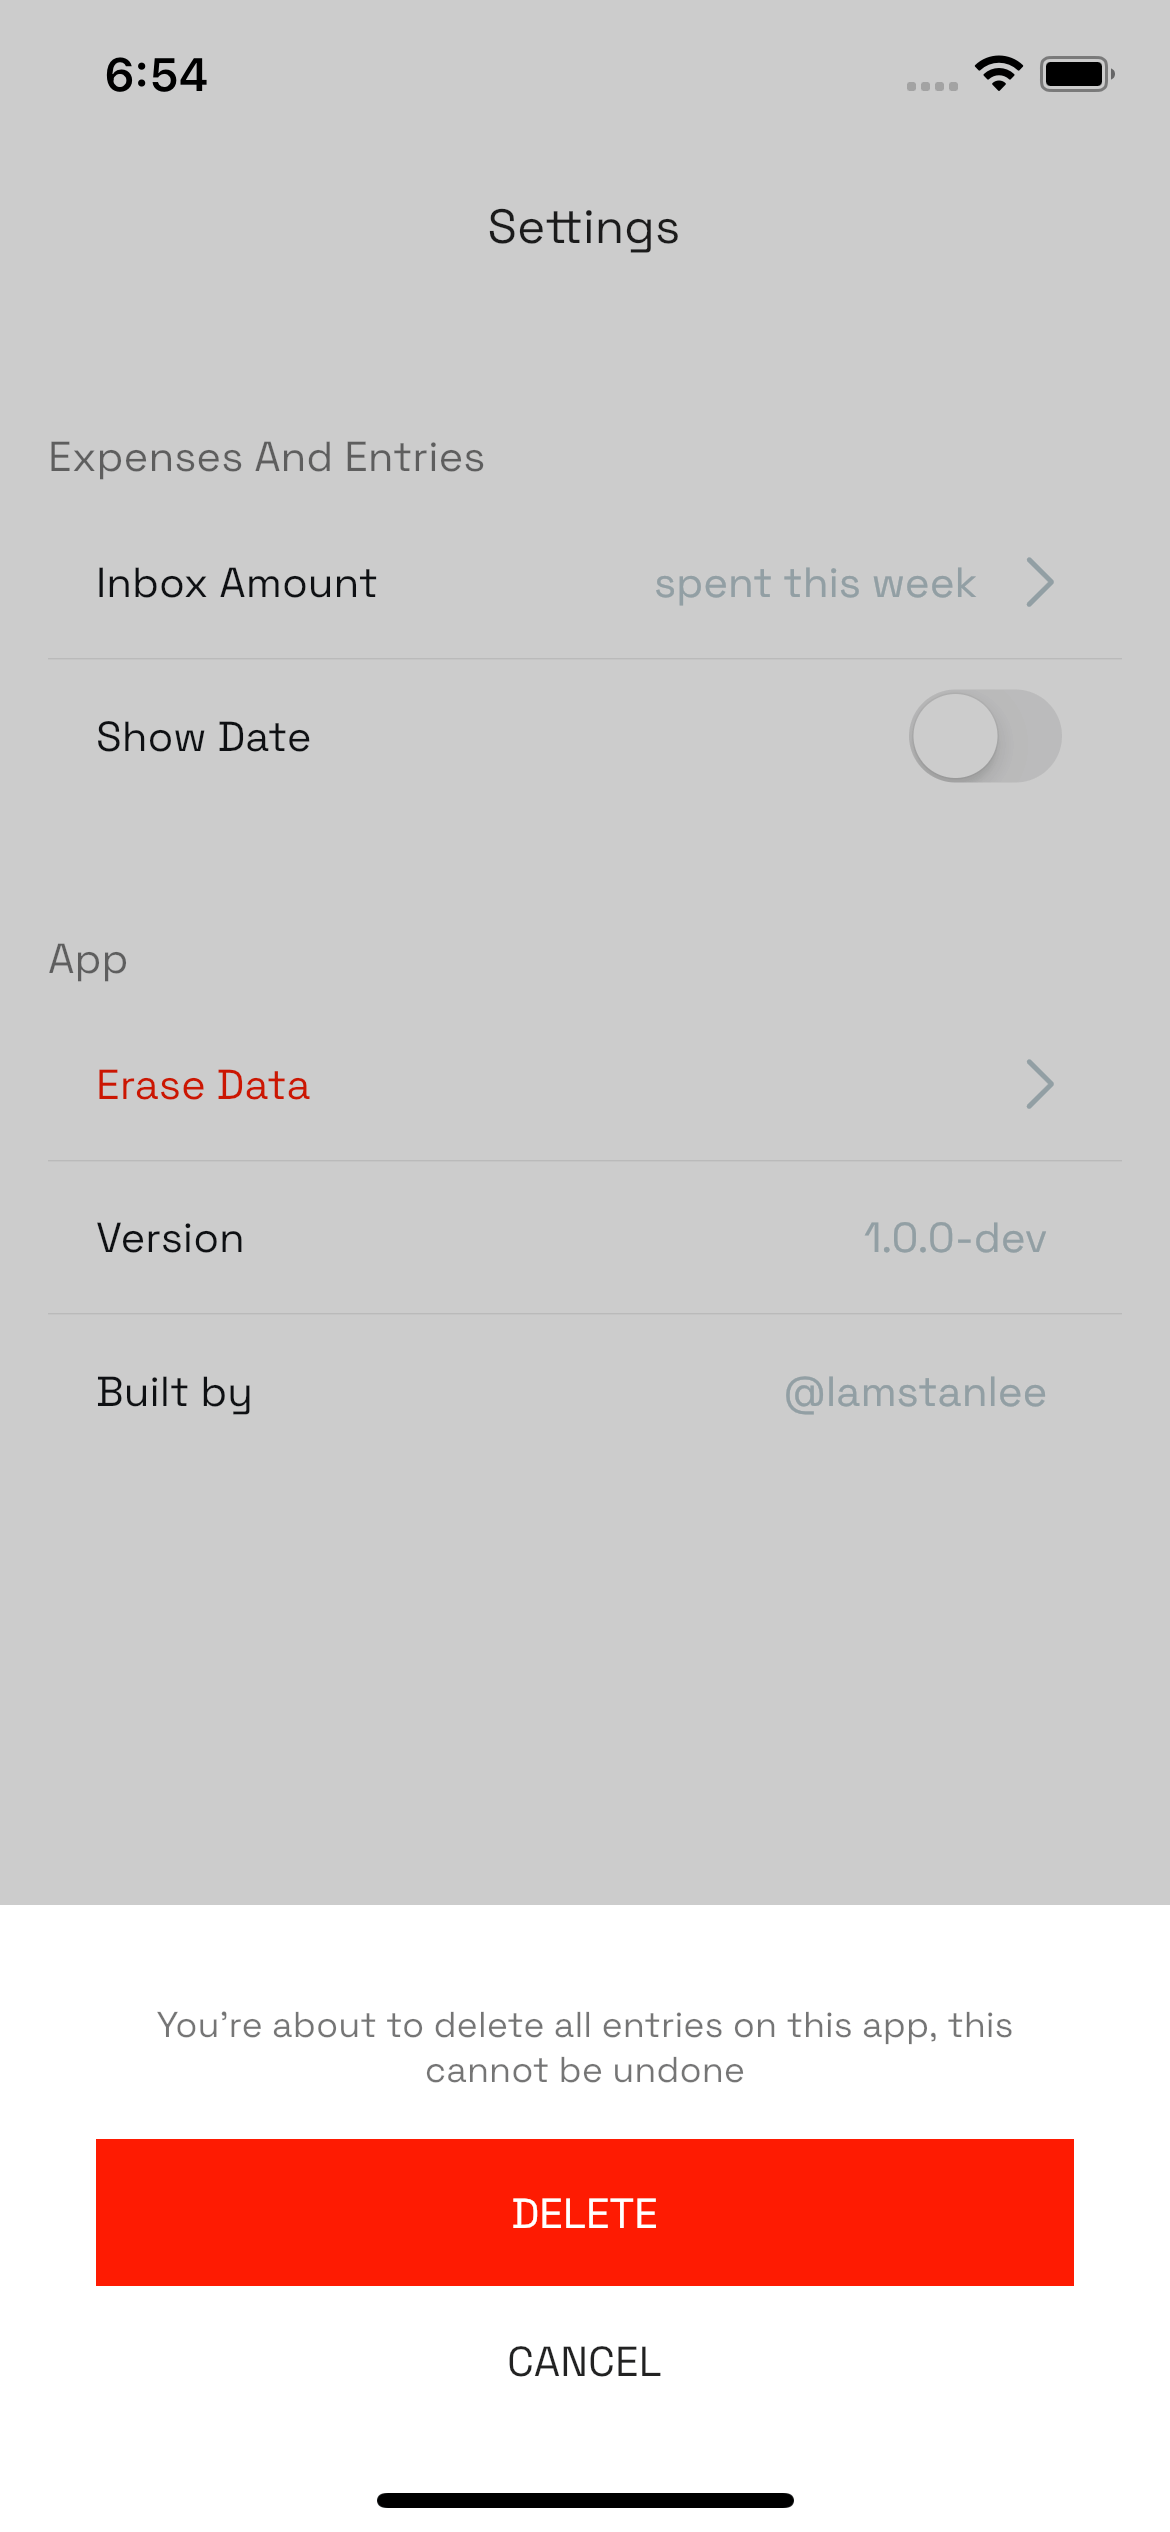 6:54
Settings
Expenses And Entries
Inbox Amount spent this week
Show Date
App
Erase Data
Version 1.0.0-dev
Built by @lamstanlee
You're about to delete all entries on this app, this
cannot be undone
DELETE
CANCEL